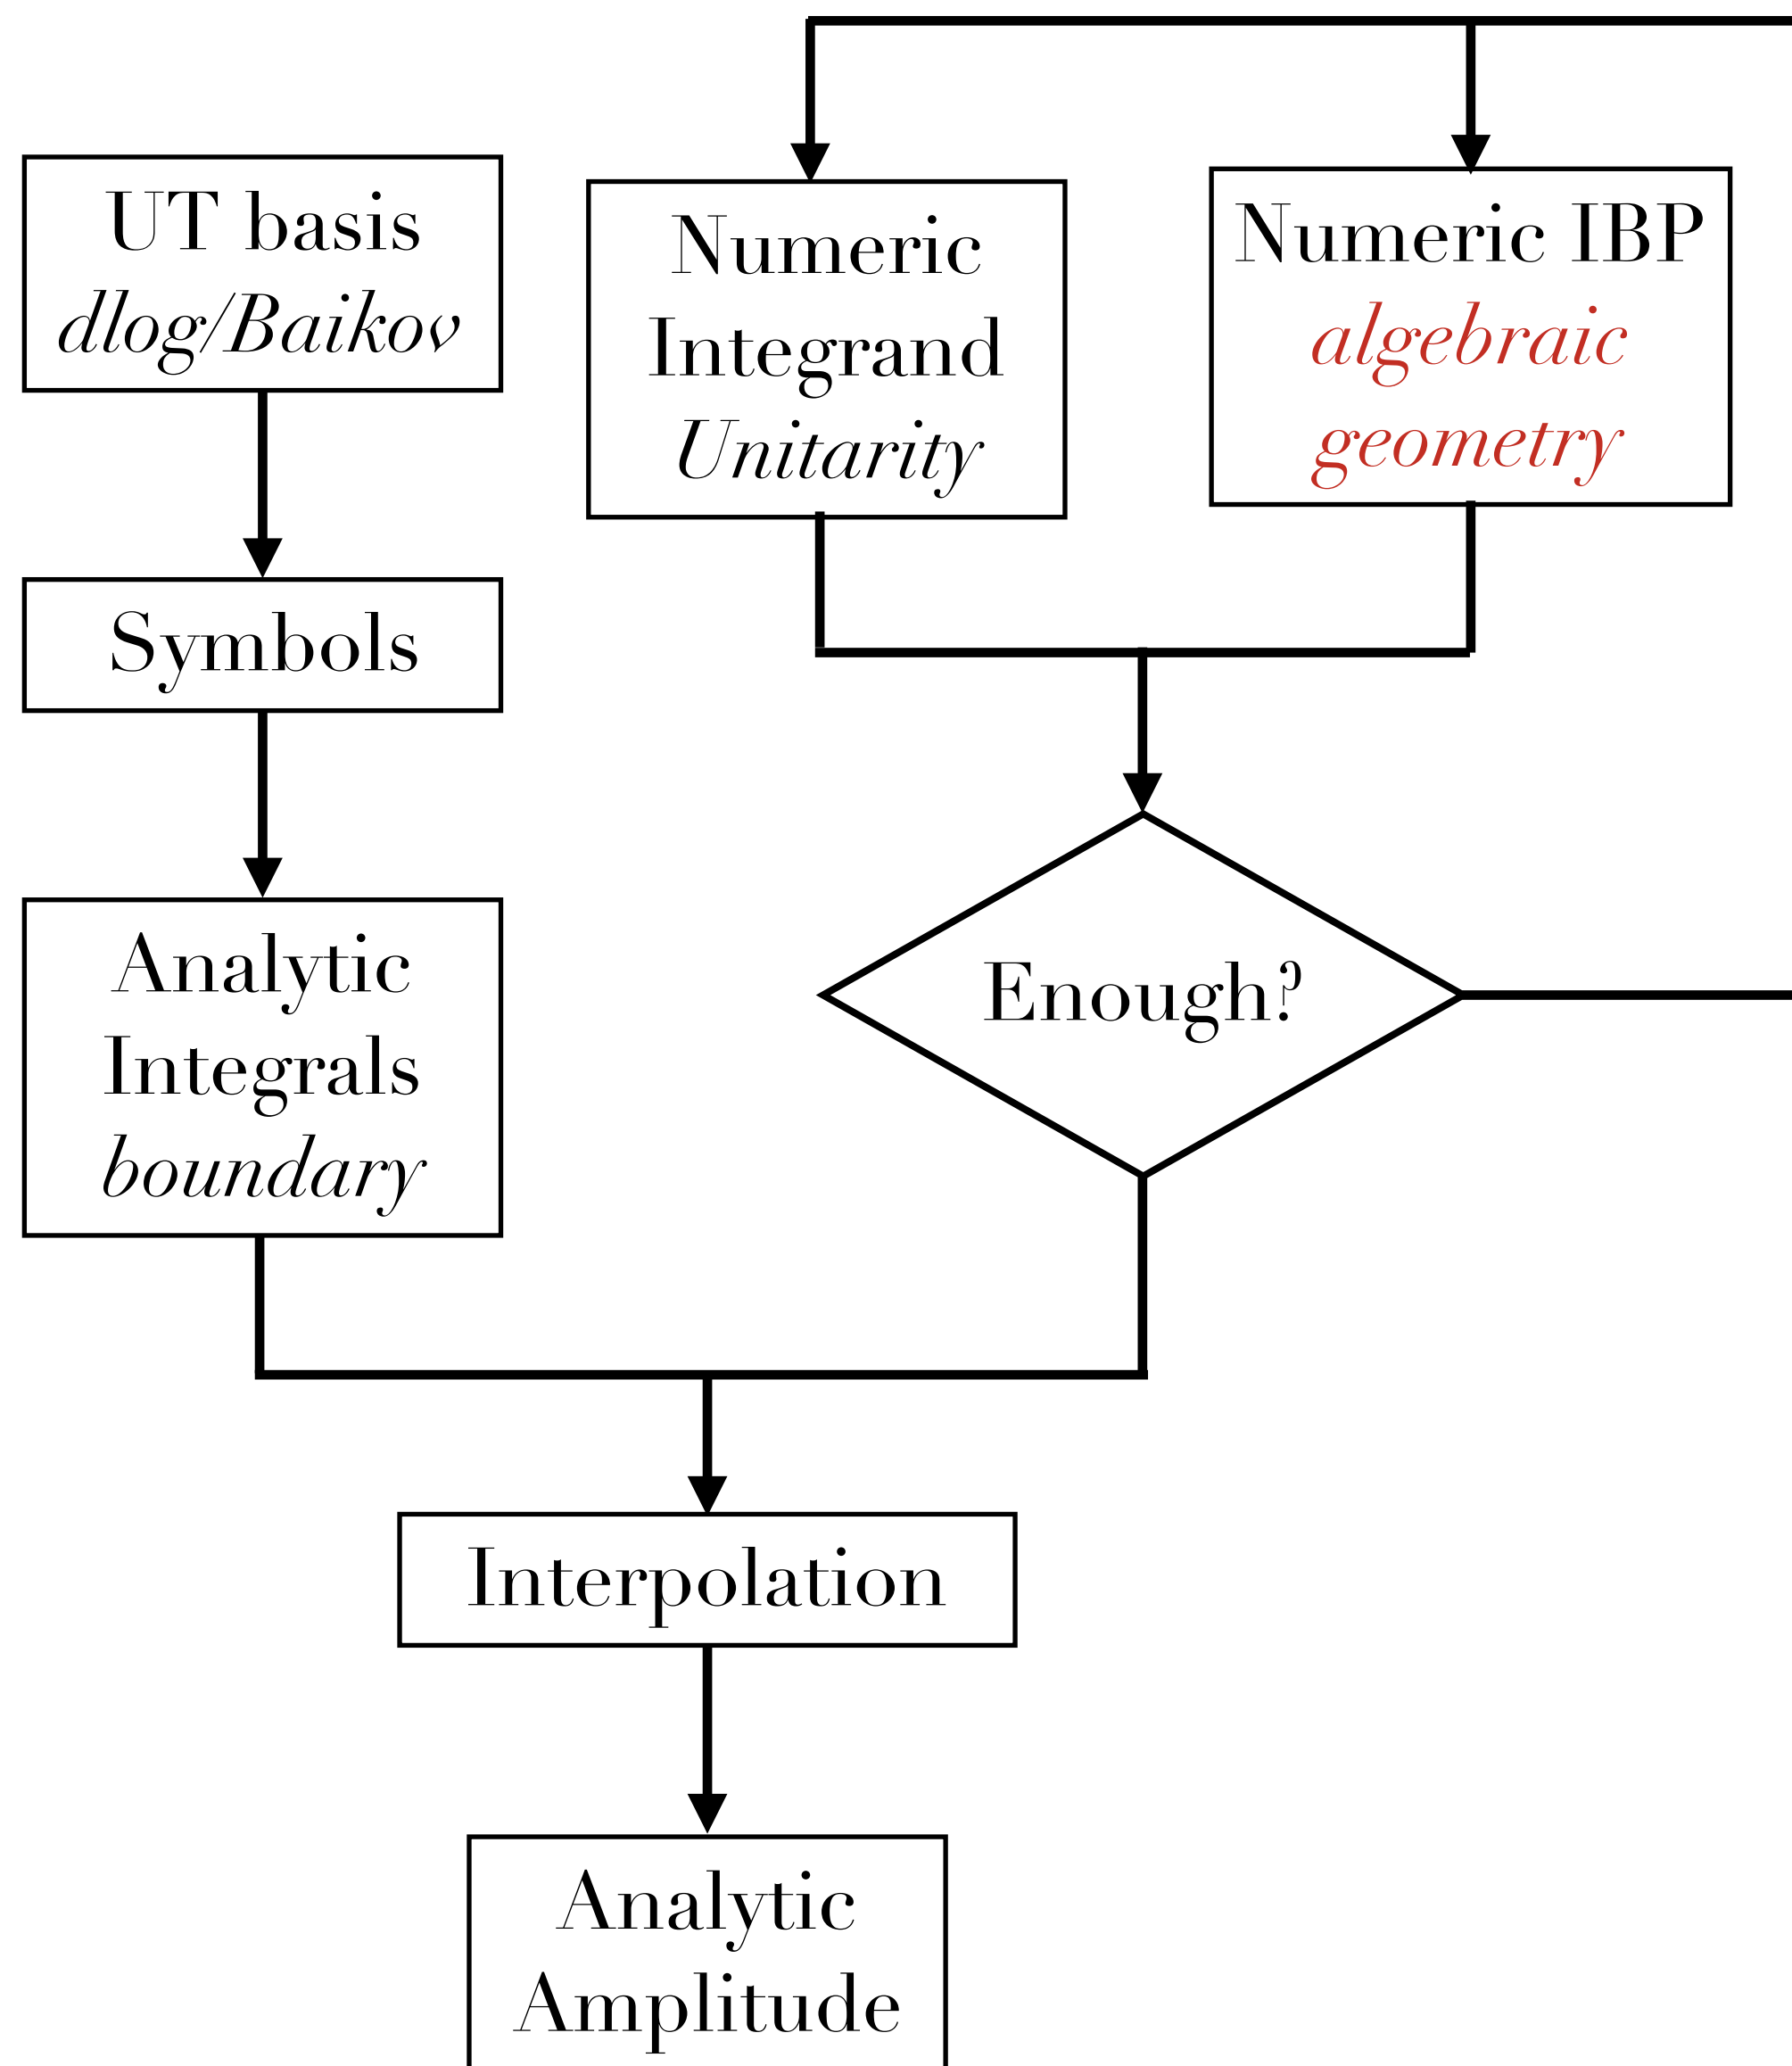 UT basis
dlog/Baikov
Symbols
Analytic
Integrals
boundary
Numeric
Integrand
Unitarity
Numeric IBP
algebraic
geometry
Enough?
Interpolation
Analytic
Amplitude